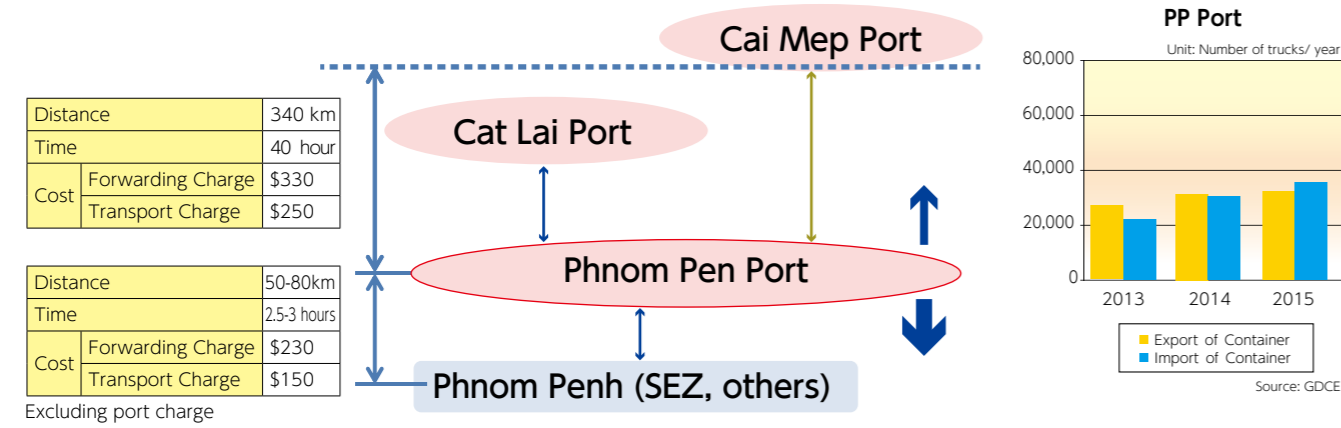 Cai Mep Port
Cat Lai Port
Distance 340 km
Time 40 hour
Cost Forwarding Charge $330
Transport Charge $250
Phnom Pen Port
Distance 50-80km
Time 2.5-3 hours
Cost Forwarding Charge $230
Transport Charge $150
Excluding port charge
Phnom Penh (SEZ, others)
PP Port
Unit: Number of trucks/ year
80,000
60,000
40,000
20,000
0
2013 2014 2015
Export of Container
Import of Container
Source: GDCE